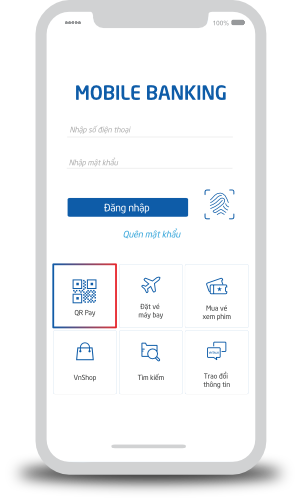 100%
MOBILE BANKING
Nhập số điện thoại
Nhập mật khẩu
Đăng nhập
Quên mật khẩu
QR Pay
Đặt vé
máy bay
Mua vé
xem phim
VnShop
Tìm kiếm
Trao đổi
thông tin